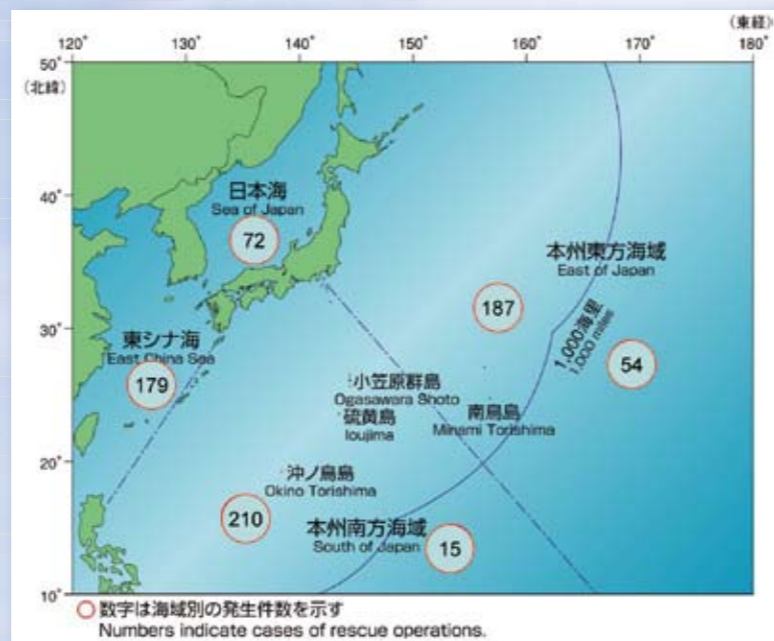 (東経)
120° 130° 140° 150° 160° 170° 180°
50°
(北緯)
40°
30°
20°
10°
日本海
Sea of Japan
72
本州東方海域
East of Japan
187
1,000海里
1,000 miles
54
東シナ海
East China Sea
179
小笠原群島
Ogasawara Shoto
硫黄島
Ioujima
南鳥島
Minami Torishima
沖ノ鳥島
Okino Torishima
210
本州南方海域
South of Japan
15
数字は海域別の発生件数を示す
Numbers indicate cases of rescue operations.